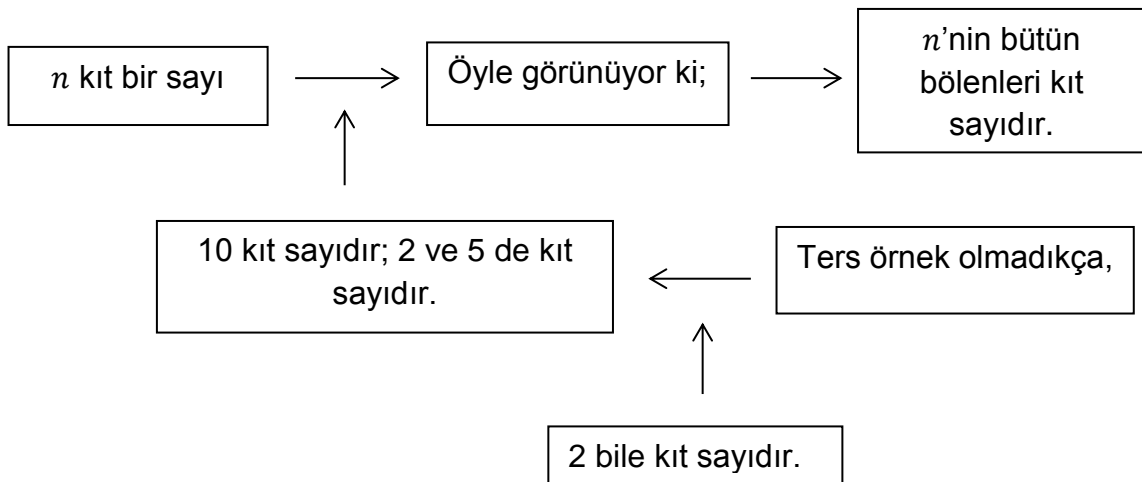 n kıt bir sayı
Öyle görünüyor ki;
n’nin bütün
bölenleri kıt
sayıdır.
10 kıt sayıdır; 2 ve 5 de kıt
sayıdır.
Ters örnek olmadıkça,
2 bile kıt sayıdır.